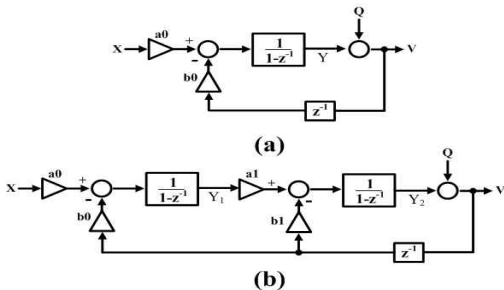 Q
a0
X
+
-
1
1-z⁻¹
Y
V
b0
z⁻¹
(a)
Q
a0
a1
X
+
-
1
1-z⁻¹
Y₁
+
-
1
1-z⁻¹
Y₂
V
b0
b1
z⁻¹
(b)